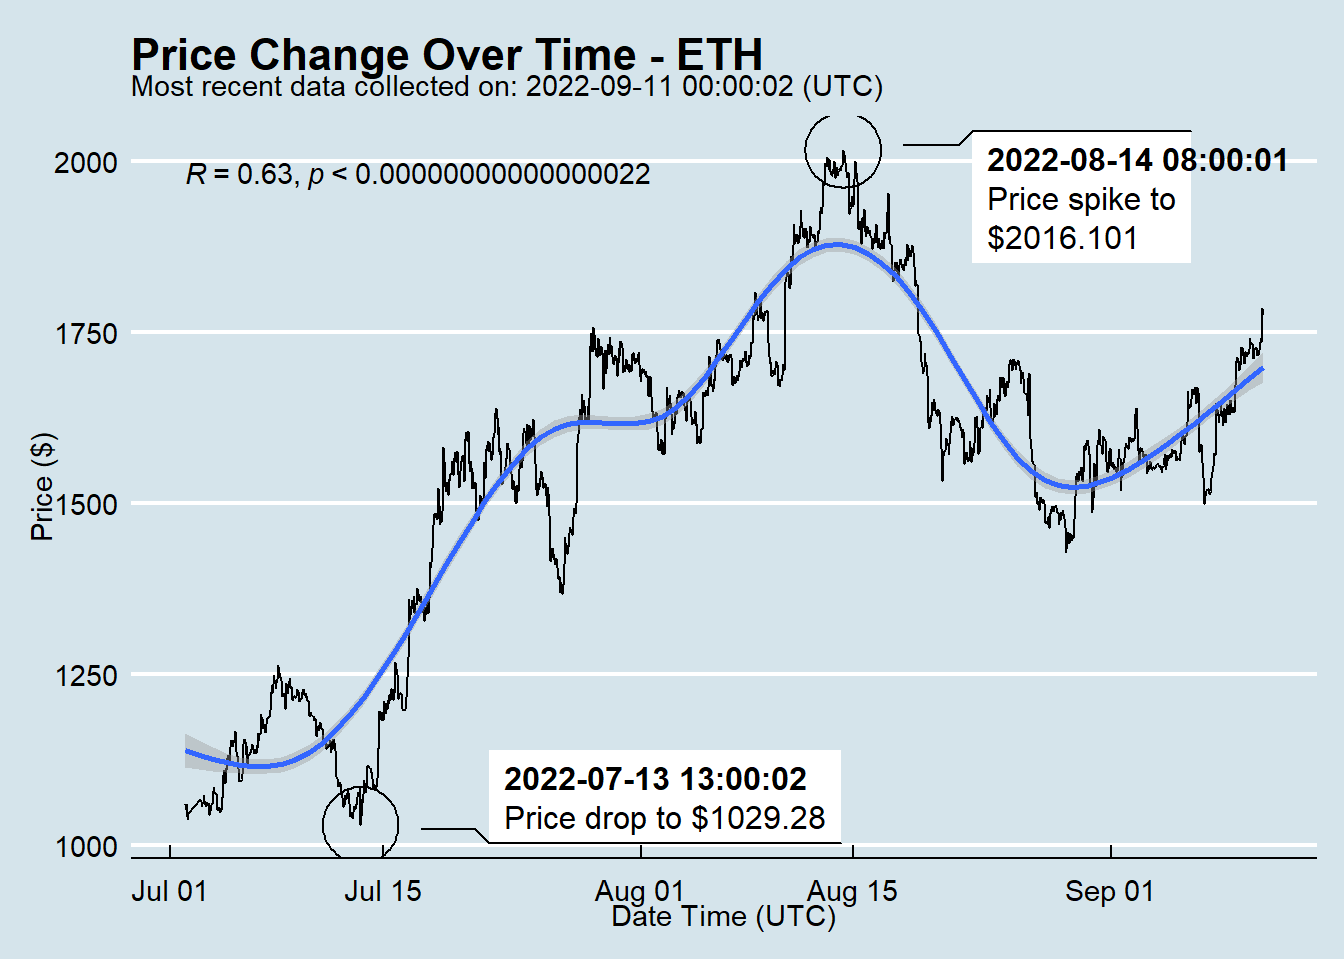 Price Change Over Time - ETH
Most recent data collected on: 2022-09-11 00:00:02 (UTC)
R = 0.63, p < 0.00000000000000022
2022-08-14 08:00:01
Price spike to
$2016.101
2022-07-13 13:00:02
Price drop to $1029.28
Price ($)
2000
1750
1500
1250
1000
Jul 01 Jul 15 Aug 01 Aug 15 Sep 01
Date Time (UTC)